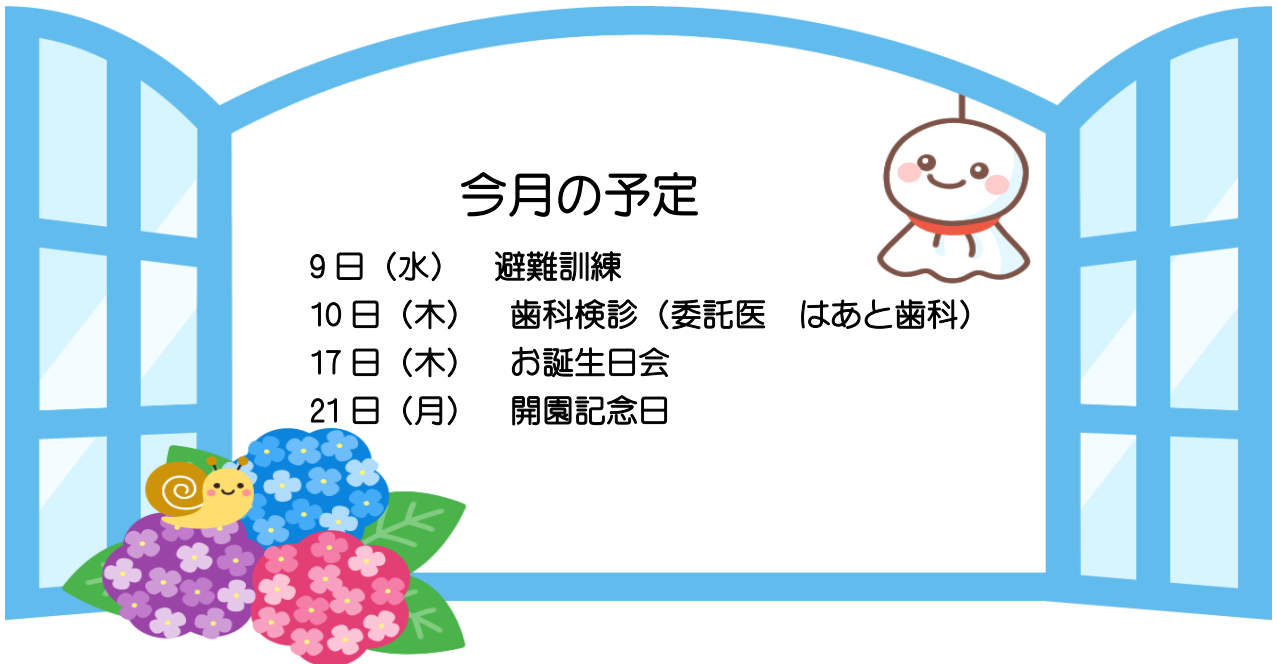 今月の予定
9日（水）　避難訓練
10日（木）　歯科検診（委託医　はあと歯科）
17日（木）　お誕生日会
21日（月）　開園記念日